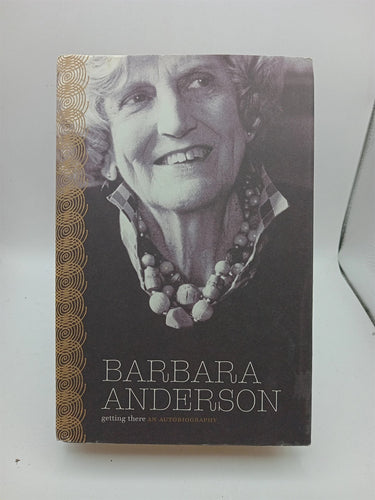 BARBARA
ANDERSON
getting there AN AUTOBIOGRAPHY